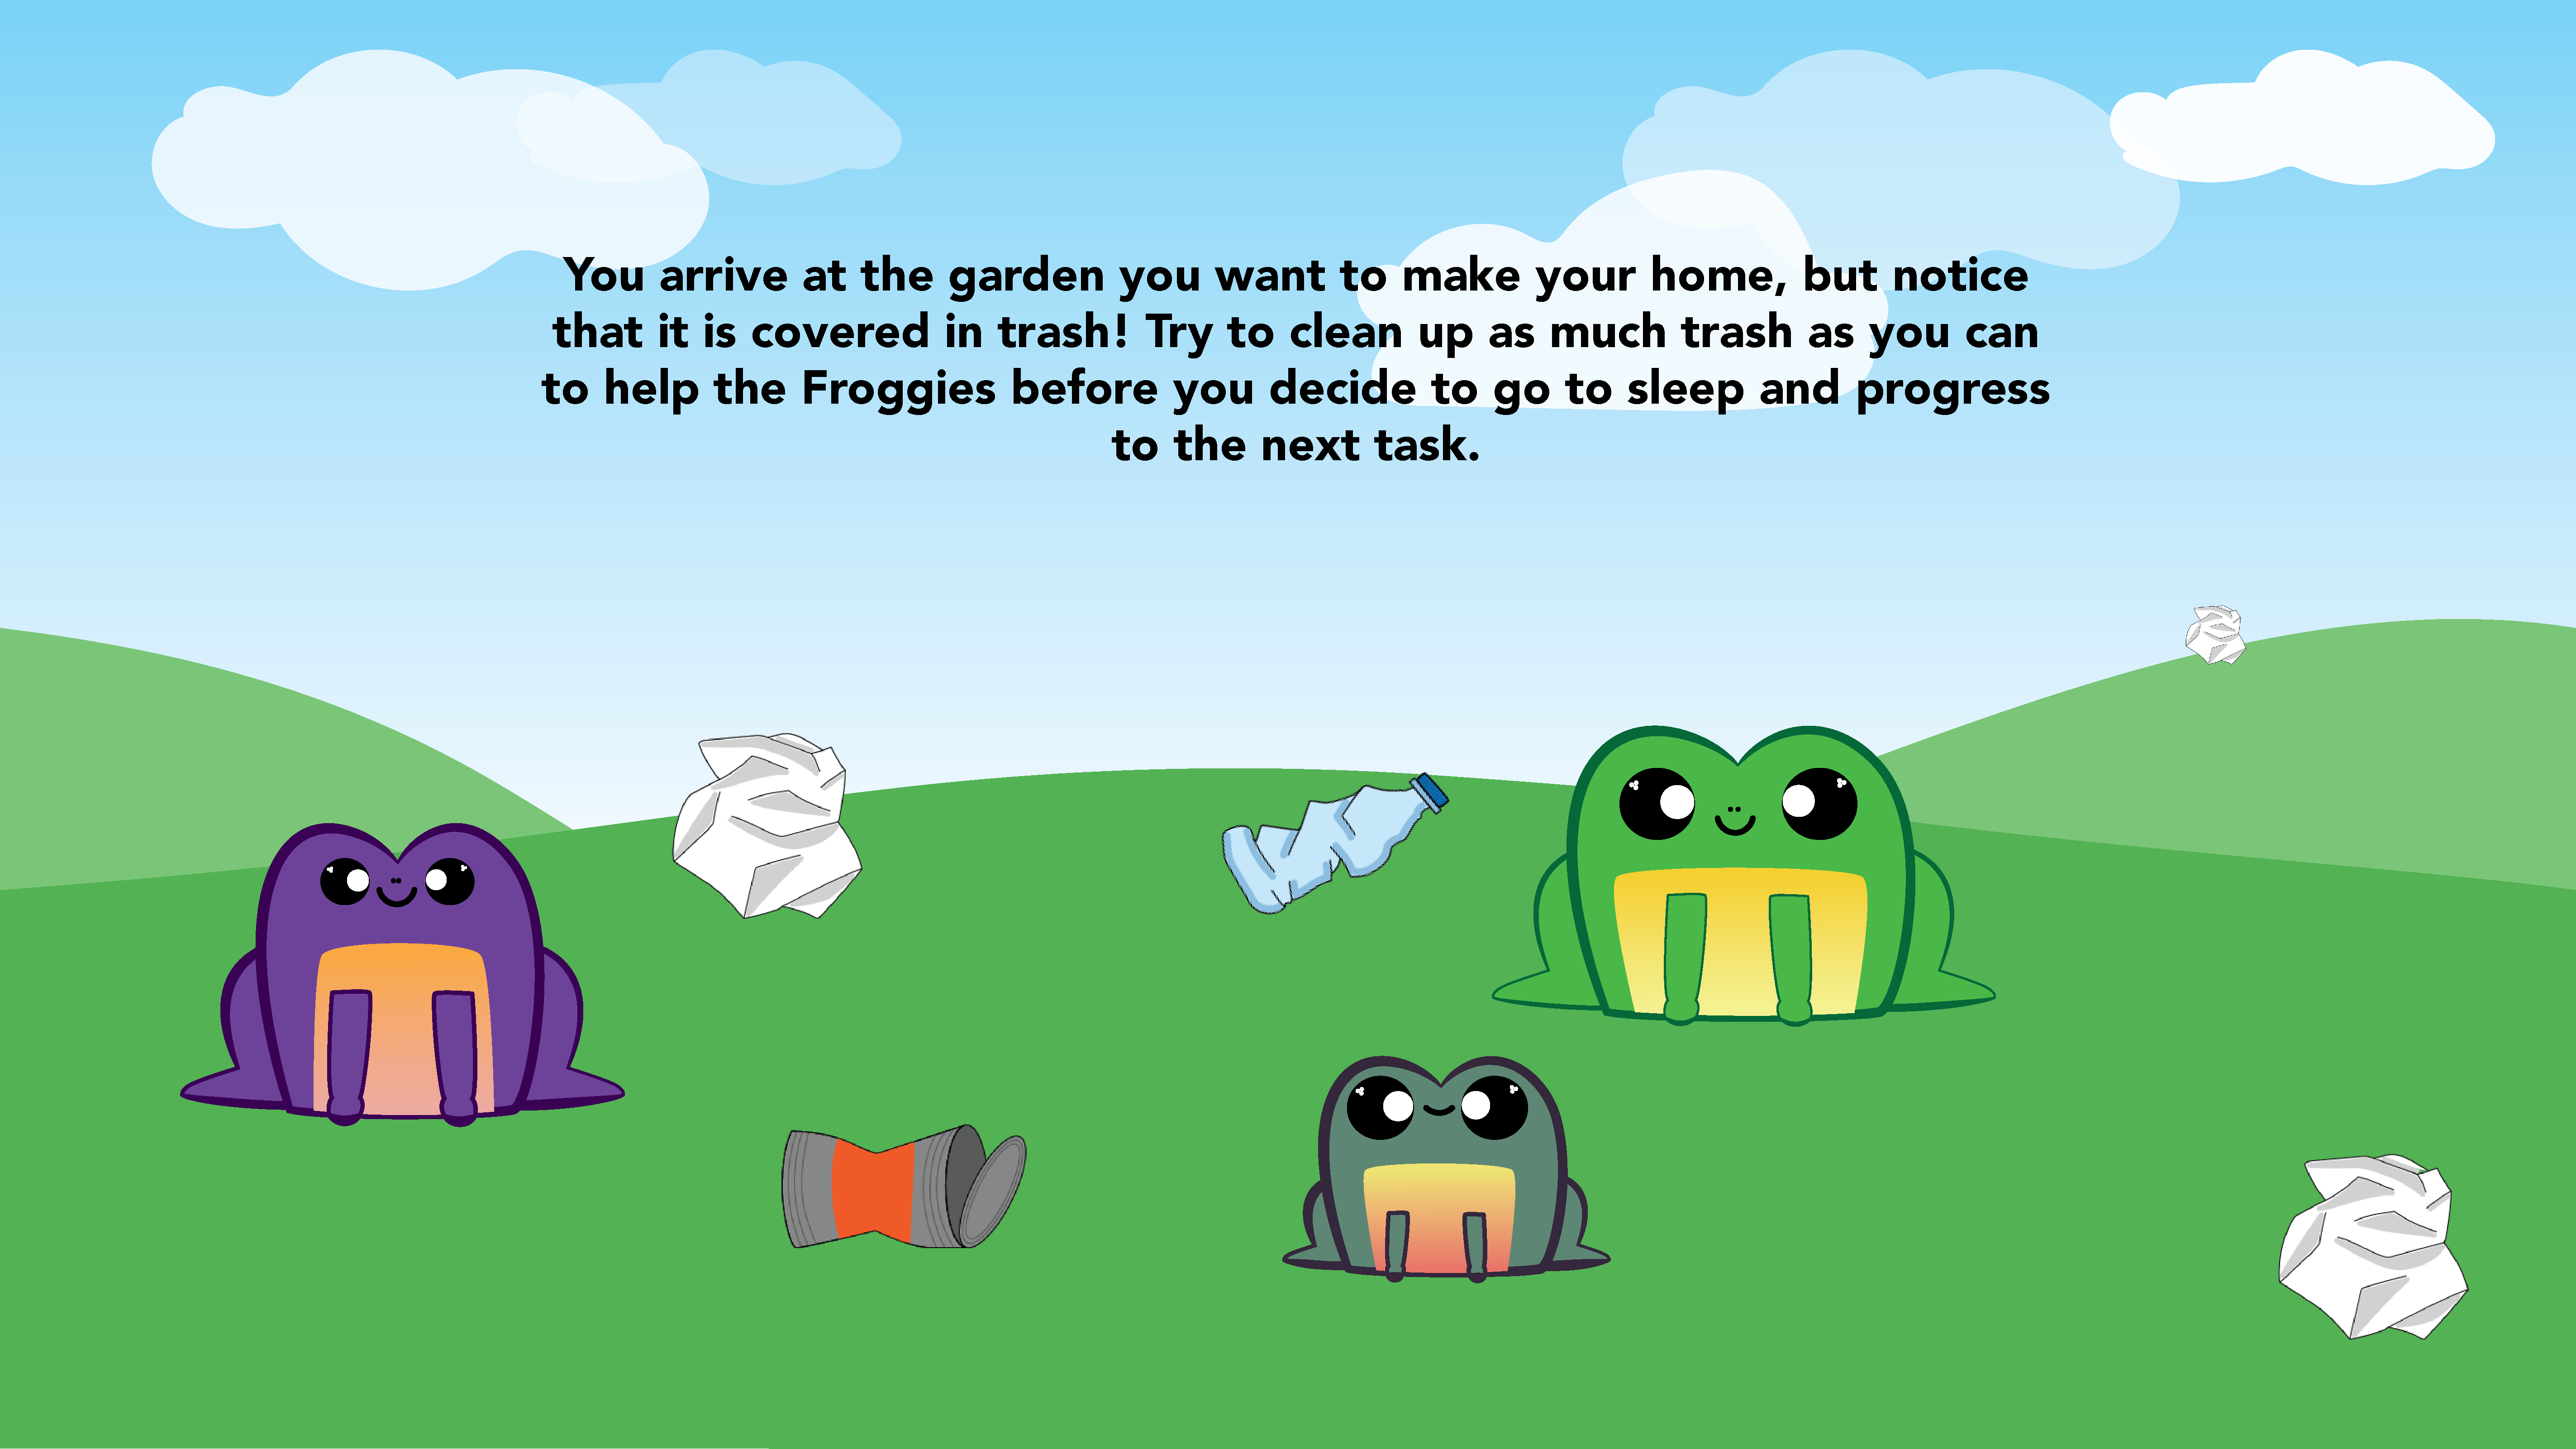 You arrive at the garden you want to make your home, but notice
that it is covered in trash! Try to clean up as much trash as you can
to help the Froggies before you decide to go to sleep and progress
to the next task.